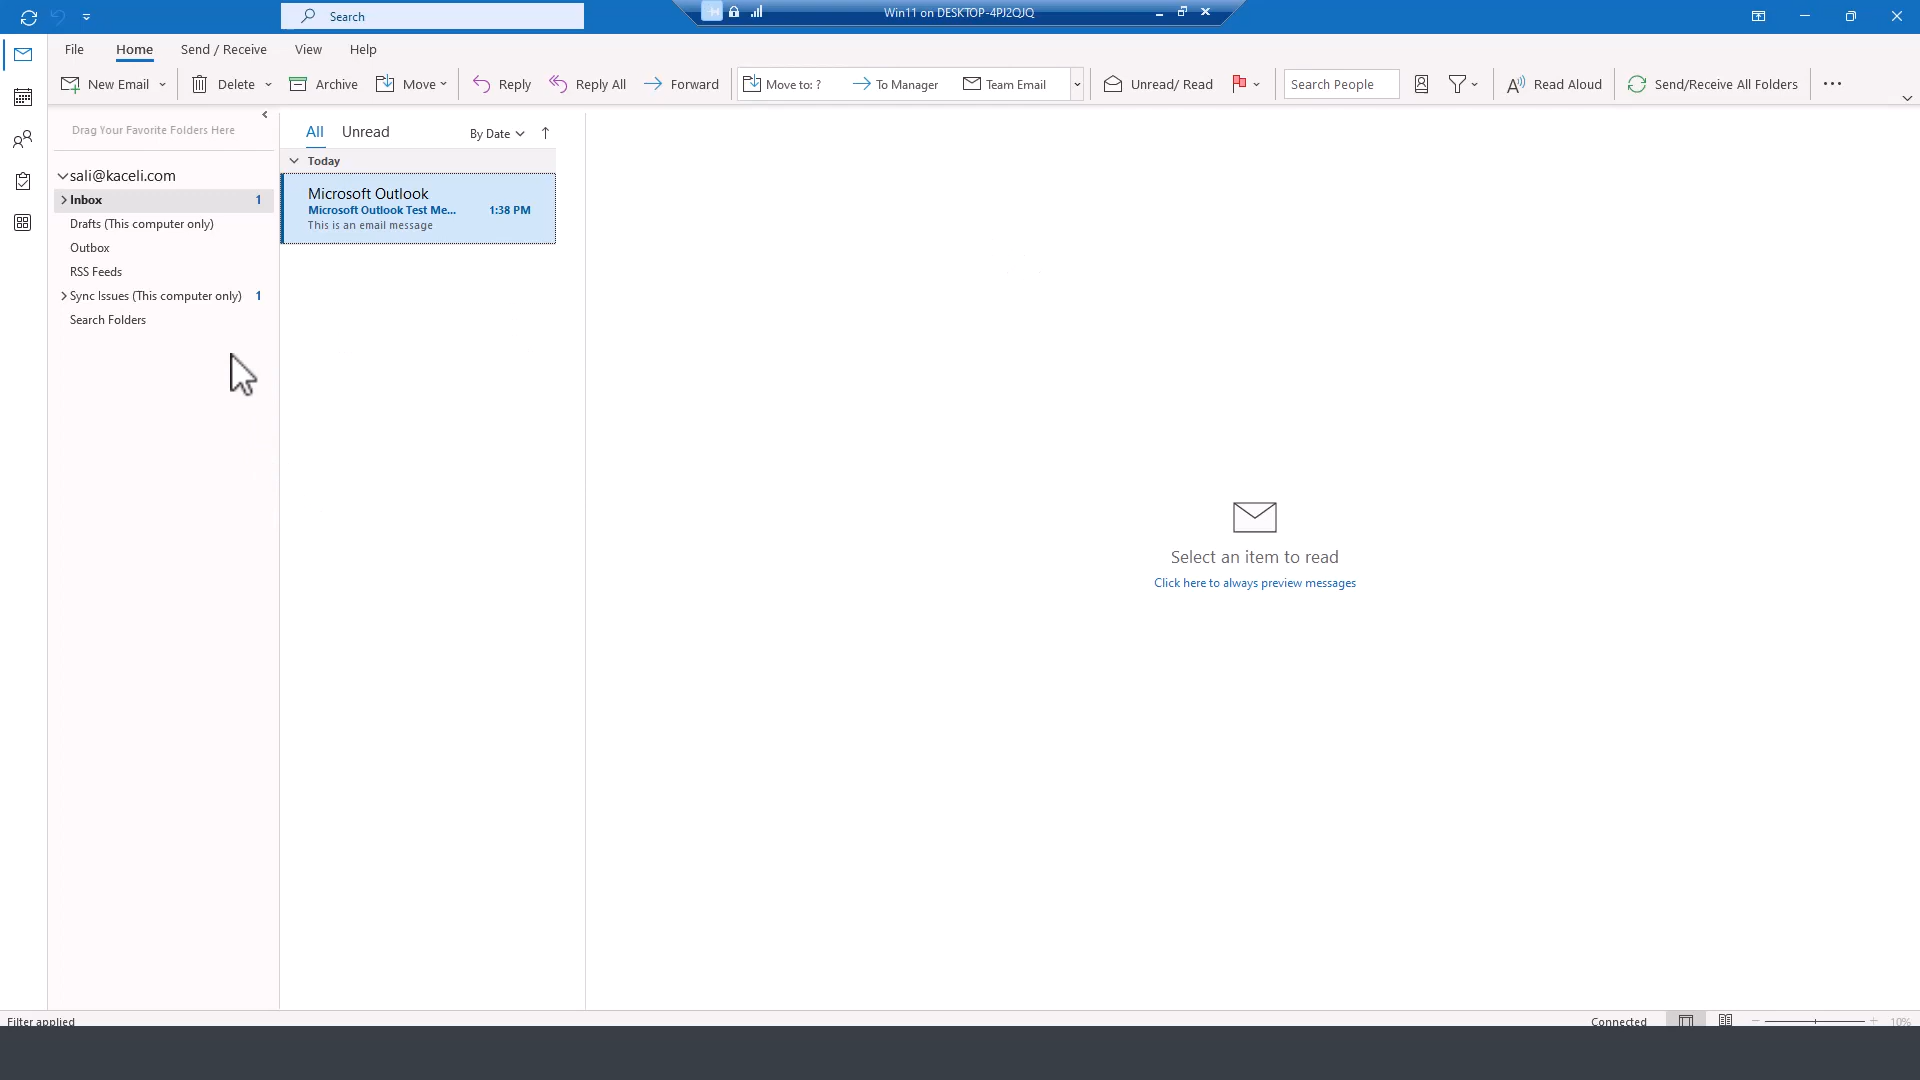 Search
Win11 on DESKTOP-4PJ2QJQ
File Home Send / Receive View Help
New Email Delete Archive Move Reply Reply All Forward Move to: ? To Manager Team Email Unread/ Read Search People Read Aloud Send/Receive All Folders
Drag Your Favorite Folders Here
sali@kaceli.com
Inbox 1
Drafts (This computer only)
Outbox
RSS Feeds
Sync Issues (This computer only) 1
Search Folders
All Unread By Date
Today
Microsoft Outlook
Microsoft Outlook Test Me... 1:38 PM
This is an email message
Select an item to read
Click here to always preview messages
Filter applied Connected 10%